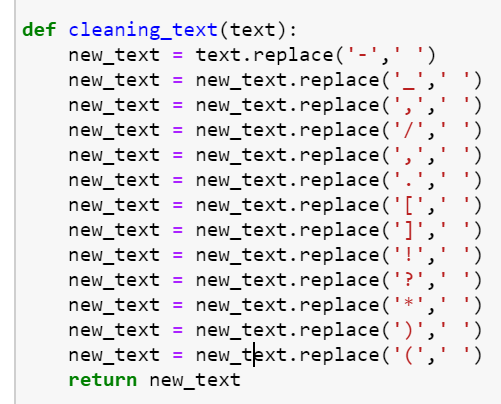 def cleaning_text(text):
    new_text = text.replace('-',' ')
    new_text = new_text.replace('_',' ')
    new_text = new_text.replace(',',' ')
    new_text = new_text.replace('/',' ')
    new_text = new_text.replace(',',' ')
    new_text = new_text.replace('.',' ')
    new_text = new_text.replace('[',' ')
    new_text = new_text.replace(']',' ')
    new_text = new_text.replace('!',' ')
    new_text = new_text.replace('?',' ')
    new_text = new_text.replace('*',' ')
    new_text = new_text.replace(')',' ')
    new_text = new_text.replace('(',' ')
    return new_text